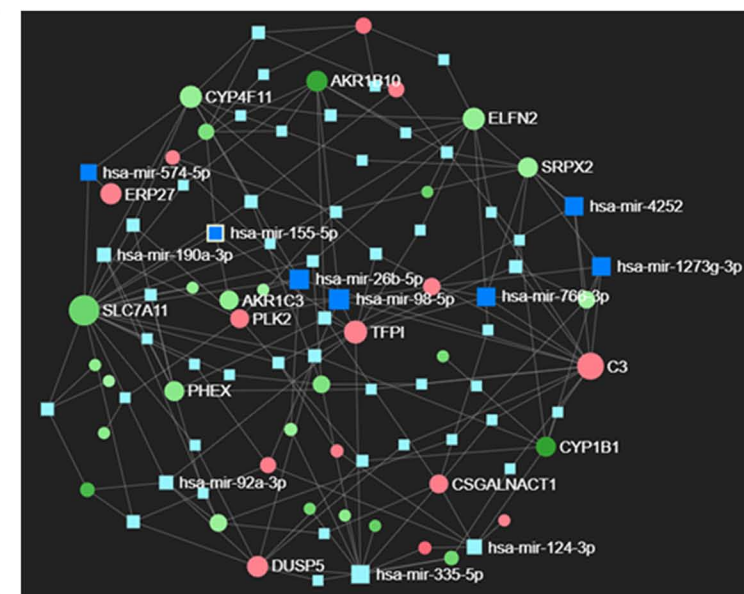 AKR1B10
CYP4F11
ELFN2
SRPX2
hsa-mir-574-5p
ERP27
hsa-mir-4252
hsa-mir-155-5p
hsa-mir-190a-3p
hsa-mir-1273g-3p
hsa-mir-26b-5p
hsa-mir-766-3p
AKR1C3
hsa-mir-98-5p
SLC7A11
PLK2
TFPI
C3
PHEX
CYP1B1
hsa-mir-92a-3p
CSGALNACT1
hsa-mir-124-3p
DUSP5
hsa-mir-335-5p